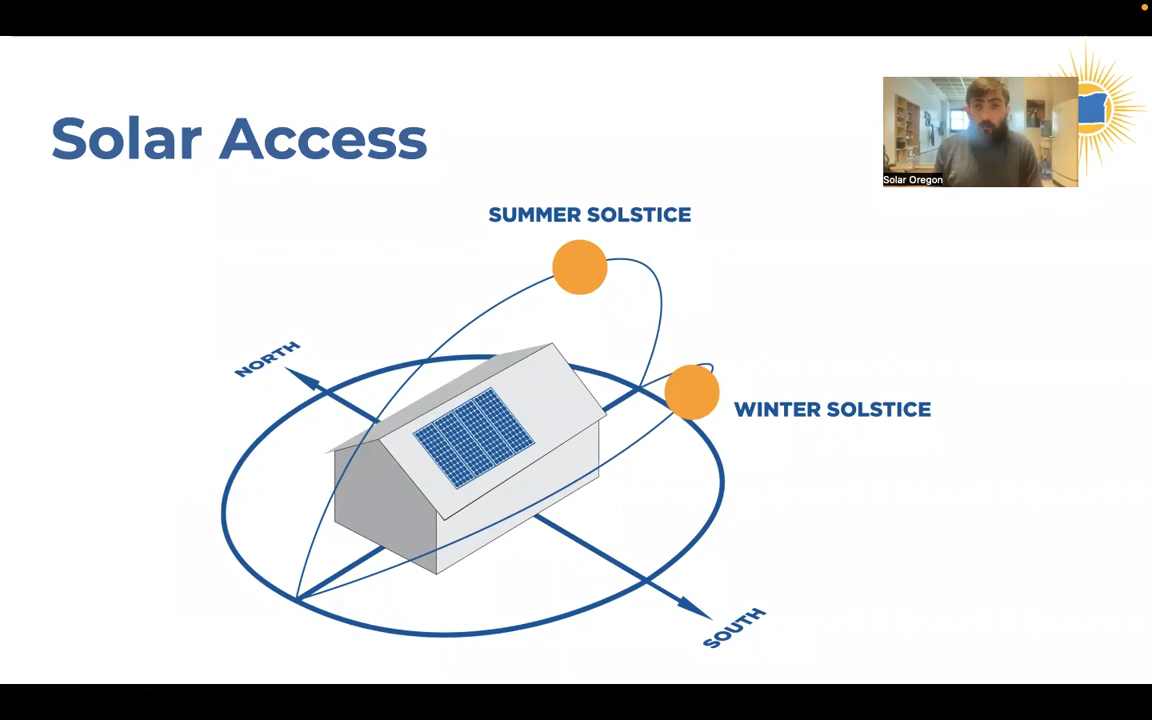 Solar Access
Solar Oregon
SUMMER SOLSTICE
NORTH
WINTER SOLSTICE
SOUTH